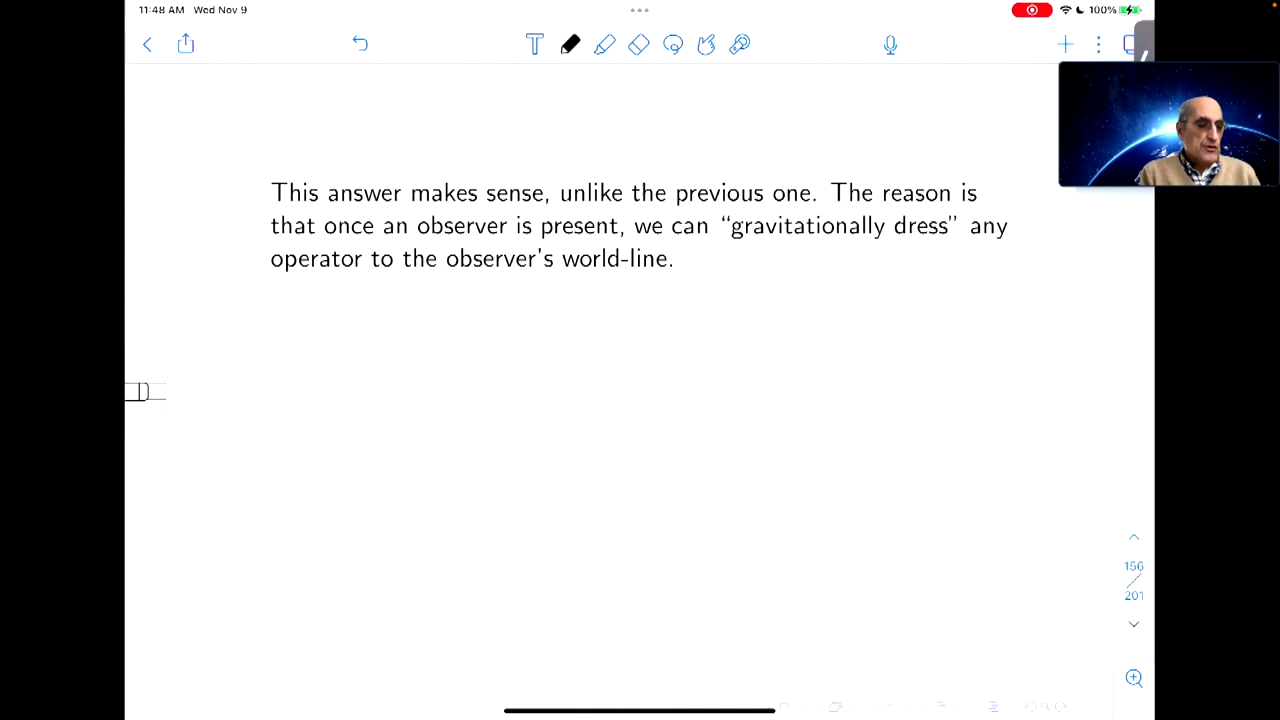 11:48 AM Wed Nov 9
100%
This answer makes sense, unlike the previous one. The reason is
that once an observer is present, we can “gravitationally dress” any
operator to the observer’s world-line.
156
201